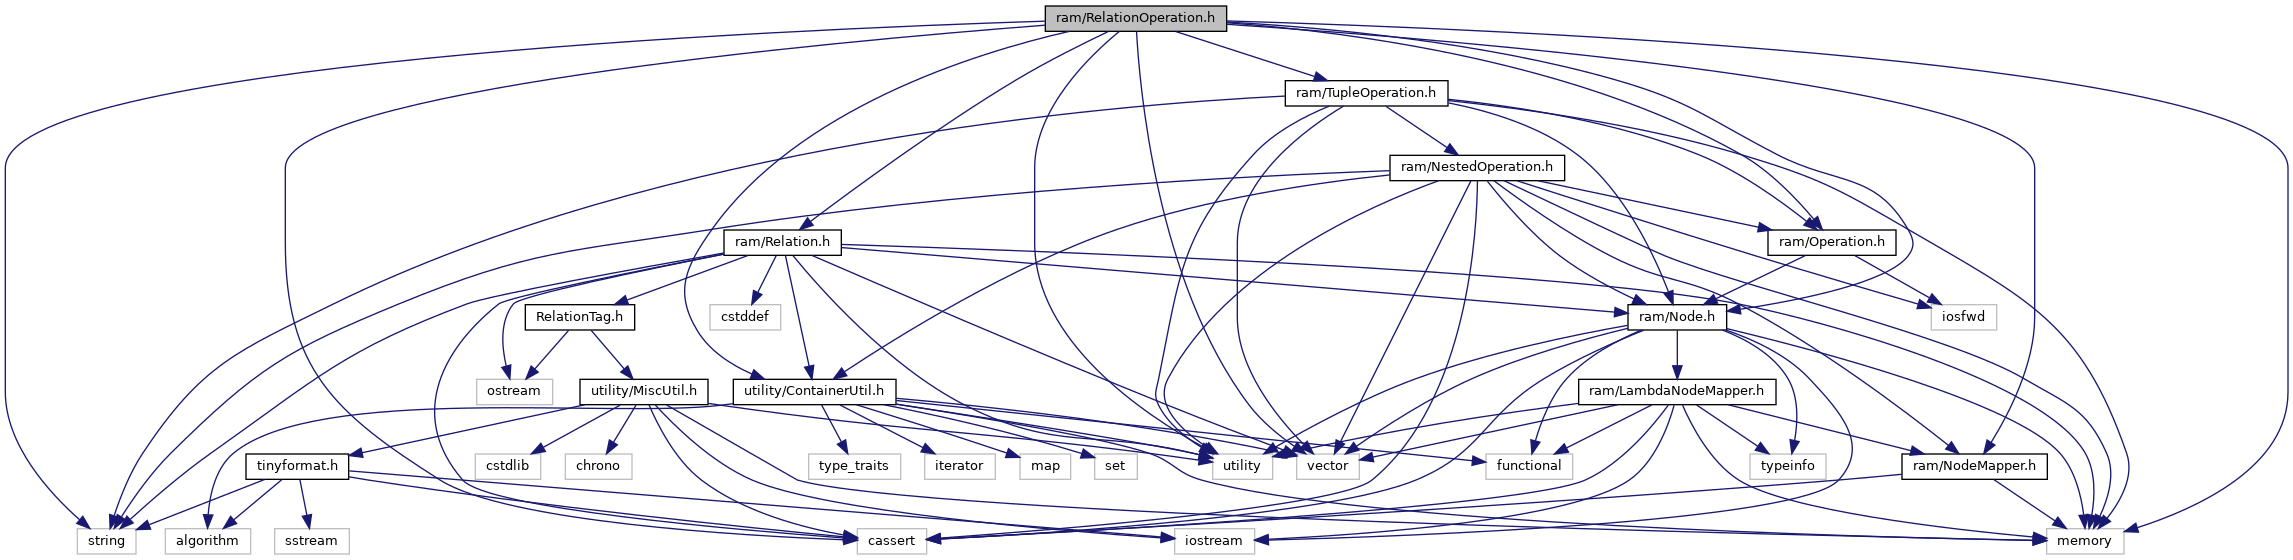 ram/RelationOperation.h
ram/TupleOperation.h
ram/NestedOperation.h
ram/Relation.h
ram/Operation.h
RelationTag.h
cstddef
ram/Node.h
iosfwd
ostream
utility/MiscUtil.h
utility/ContainerUtil.h
ram/LambdaNodeMapper.h
tinyformat.h
cstdlib
chrono
type_traits
iterator
map
set
utility
vector
functional
typeinfo
ram/NodeMapper.h
string
algorithm
sstream
cassert
iostream
memory